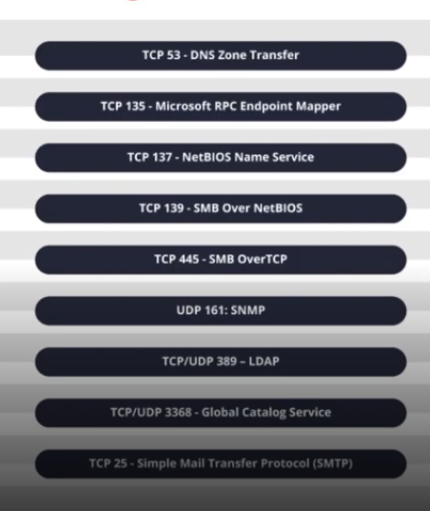 TCP 53 - DNS Zone Transfer
TCP 135 - Microsoft RPC Endpoint Mapper
TCP 137 - NetBIOS Name Service
TCP 139 - SMB Over NetBIOS
TCP 445 - SMB OverTCP
UDP 161: SNMP
TCP/UDP 389 – LDAP
TCP/UDP 3368 - Global Catalog Service
TCP 25 - Simple Mail Transfer Protocol (SMTP)